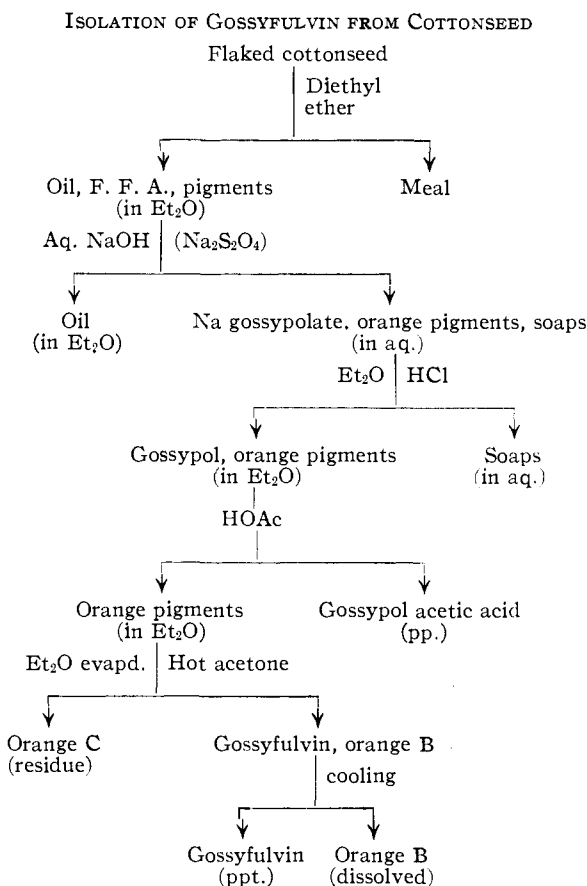 ISOLATION OF GOSSYFULVIN FROM COTTONSEED
Flaked cottonseed
Diethyl
ether
Oil, F. F. A., pigments
(in Et₂O)
Meal
Aq. NaOH (Na₂S₂O₄)
Oil
(in Et₂O)
Na gossypolate, orange pigments, soaps
(in aq.)
Et₂O HCl
Gossypol, orange pigments
(in Et₂O)
Soaps
(in aq.)
HOAc
Orange pigments
(in Et₂O)
Gossypol acetic acid
(pp.)
Et₂O evapd. Hot acetone
Orange C
(residue)
Gossyfulvin, orange B
cooling
Gossyfulvin
(ppt.)
Orange B
(dissolved)